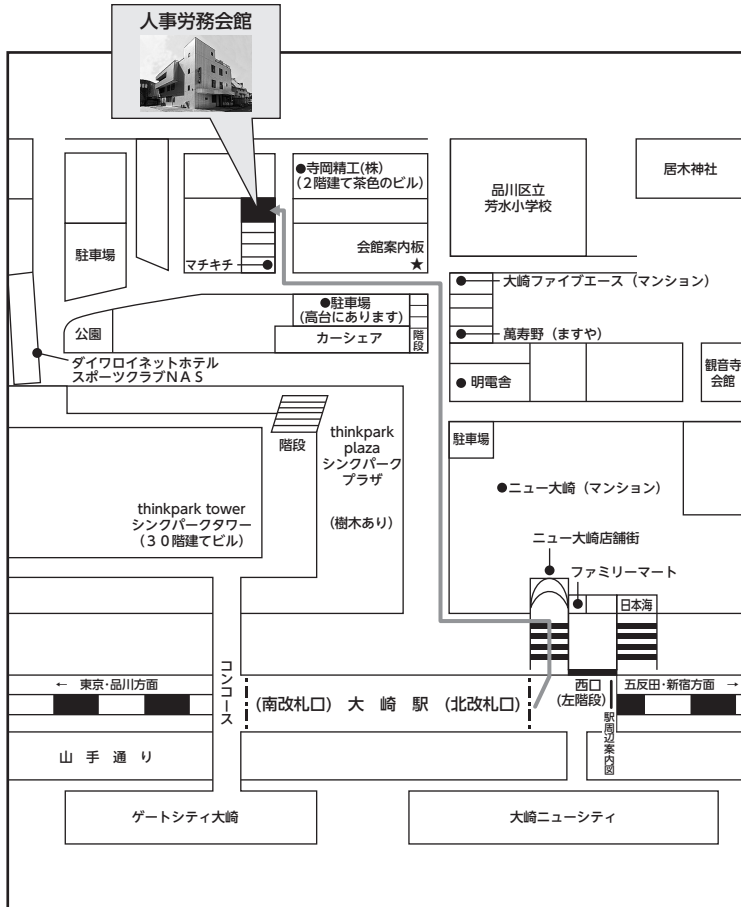 人事労務会館
●寺岡精工(株)
(２階建て茶色のビル)
品川区立
芳水小学校
居木神社
駐車場
マチキチ
会館案内板
★
大崎ファイブエース（マンション）
●駐車場
(高台にあります)
公園
カーシェア
階段
萬寿野（ますや）
ダイワロイネットホテル
スポーツクラブＮＡＳ
●明電舎
観音寺
会館
階段
thinkpark
plaza
シンクパーク
プラザ
(樹木あり)
駐車場
●ニュー大崎（マンション）
thinkpark tower
シンクパークタワー
(３０階建てビル)
ニュー大崎店舗街
ファミリーマート
日本海
コンコース
← 東京・品川方面
(南改札口) 大 崎 駅 (北改札口)
西口
(左階段)
五反田・新宿方面 →
駅周辺案内図
山 手 通 り
ゲートシティ大崎
大崎ニューシティ